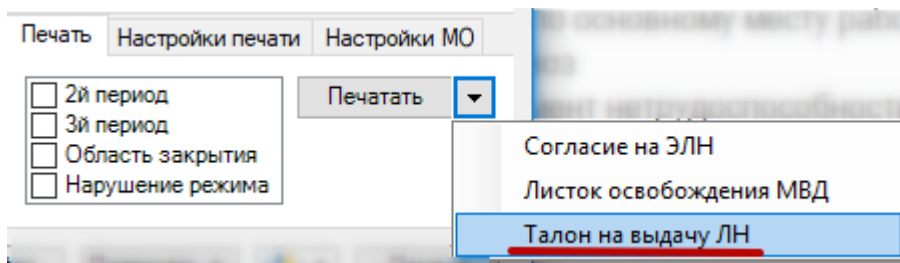 Печать Настройки печати Настройки МО
2й период
3й период
Область закрытия
Нарушение режима
Печатать
Согласие на ЭЛН
Листок освобождения МВД
Талон на выдачу ЛН